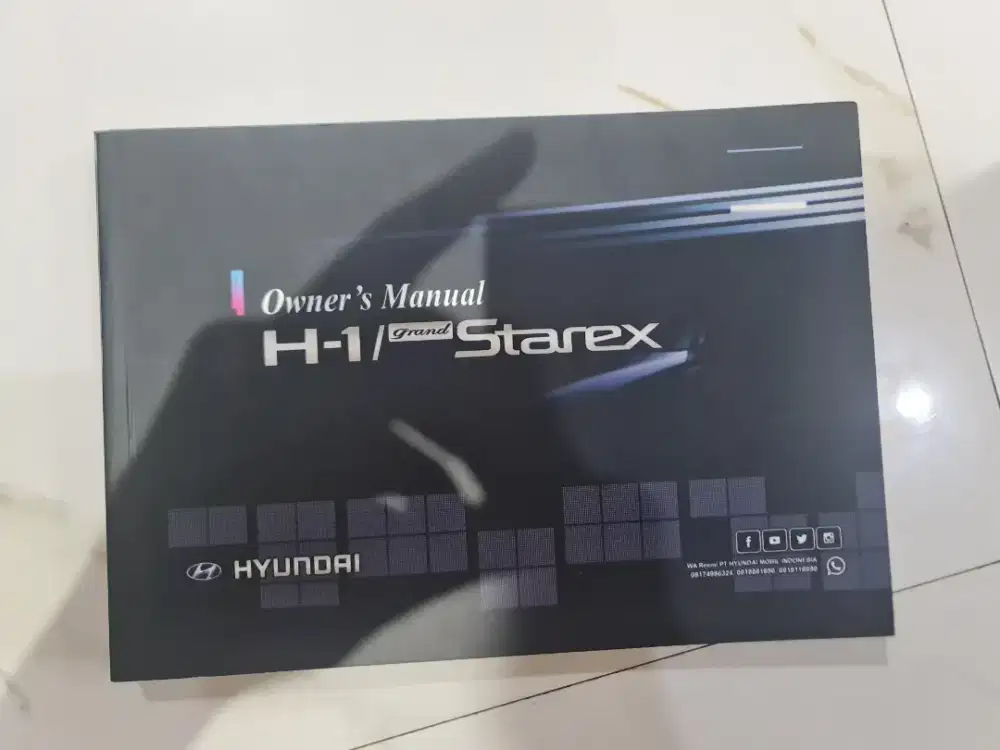 Owner's Manual
H-1/grand Starex
HYUNDAI
WA Resmi PT HYUNDAI MOBIL INDONESIA